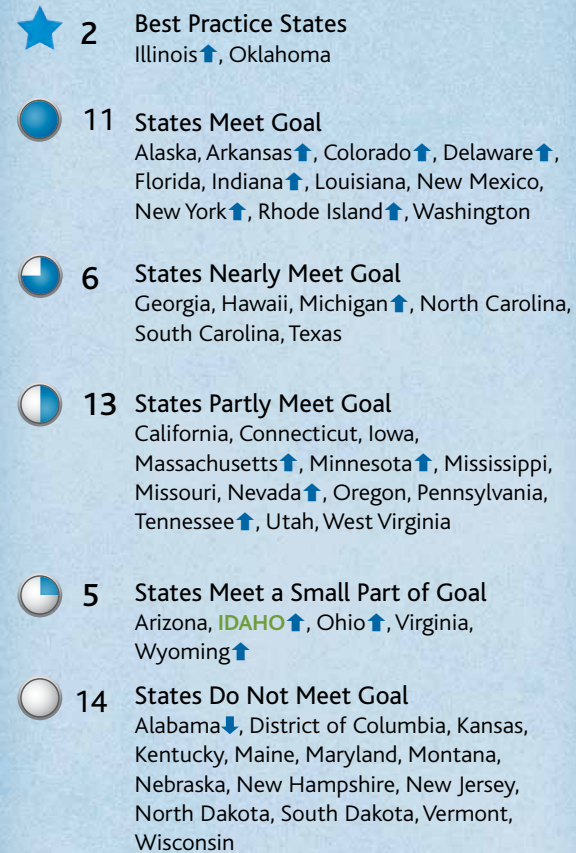 2 Best Practice States
Illinois⬆, Oklahoma
11 States Meet Goal
Alaska, Arkansas⬆, Colorado⬆, Delaware⬆,
Florida, Indiana⬆, Louisiana, New Mexico,
New York⬆, Rhode Island⬆, Washington
6 States Nearly Meet Goal
Georgia, Hawaii, Michigan⬆, North Carolina,
South Carolina, Texas
13 States Partly Meet Goal
California, Connecticut, Iowa,
Massachusetts⬆, Minnesota⬆, Mississippi,
Missouri, Nevada⬆, Oregon, Pennsylvania,
Tennessee⬆, Utah, West Virginia
5 States Meet a Small Part of Goal
Arizona, IDAHO⬆, Ohio⬆, Virginia,
Wyoming⬆
14 States Do Not Meet Goal
Alabama⬇, District of Columbia, Kansas,
Kentucky, Maine, Maryland, Montana,
Nebraska, New Hampshire, New Jersey,
North Dakota, South Dakota, Vermont,
Wisconsin